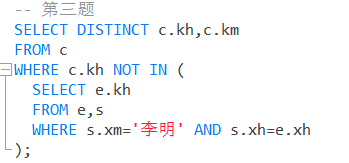 -- 第三题
SELECT DISTINCT c.kh,c.km
FROM c
WHERE c.kh NOT IN (
SELECT e.kh
FROM e,s
WHERE s.xm='李明' AND s.xh=e.xh
);